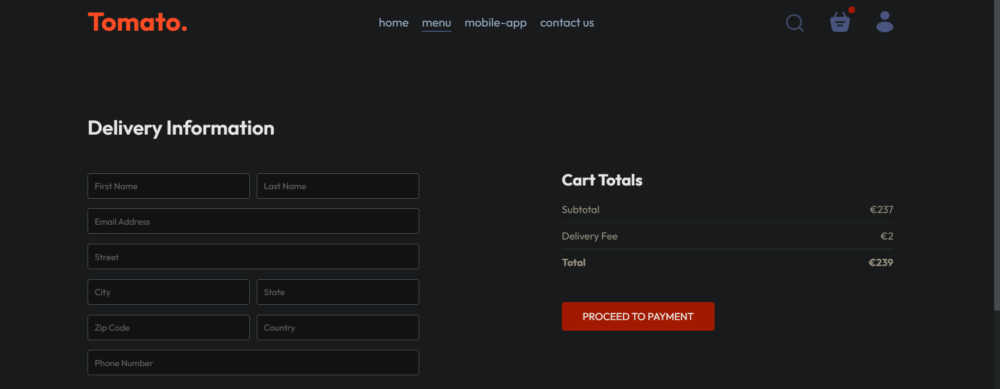 Tomato.
home menu mobile-app contact us
Delivery Information
First Name Last Name
Email Address
Street
City State
Zip Code Country
Phone Number
Cart Totals
Subtotal €237
Delivery Fee €2
Total €239
PROCEED TO PAYMENT